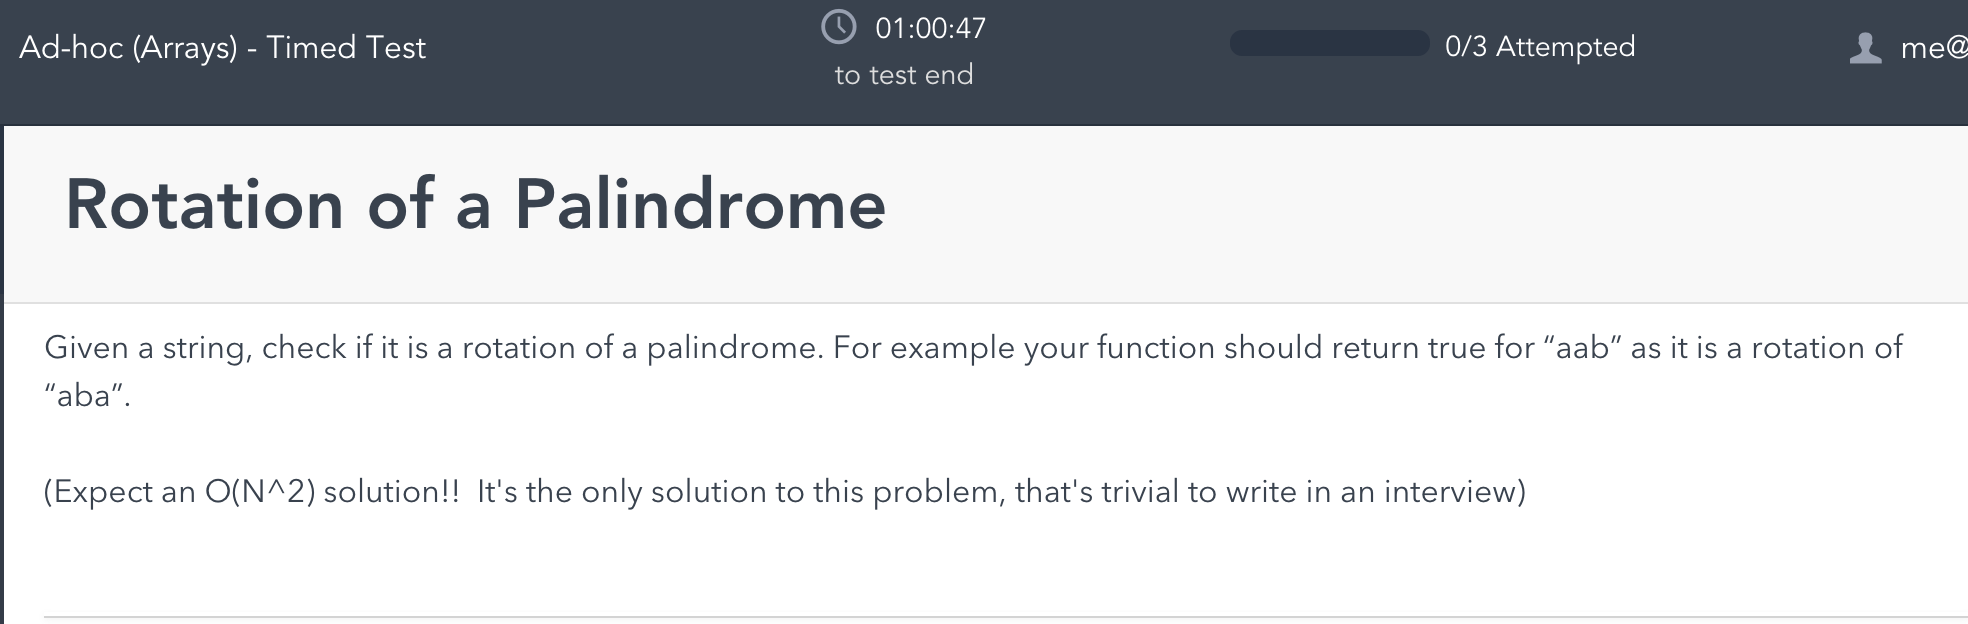 Ad-hoc (Arrays) - Timed Test
01:00:47
to test end
0/3 Attempted
me@
Rotation of a Palindrome
Given a string, check if it is a rotation of a palindrome. For example your function should return true for “aab” as it is a rotation of
“aba”.
(Expect an O(N^2) solution!!  It's the only solution to this problem, that's trivial to write in an interview)